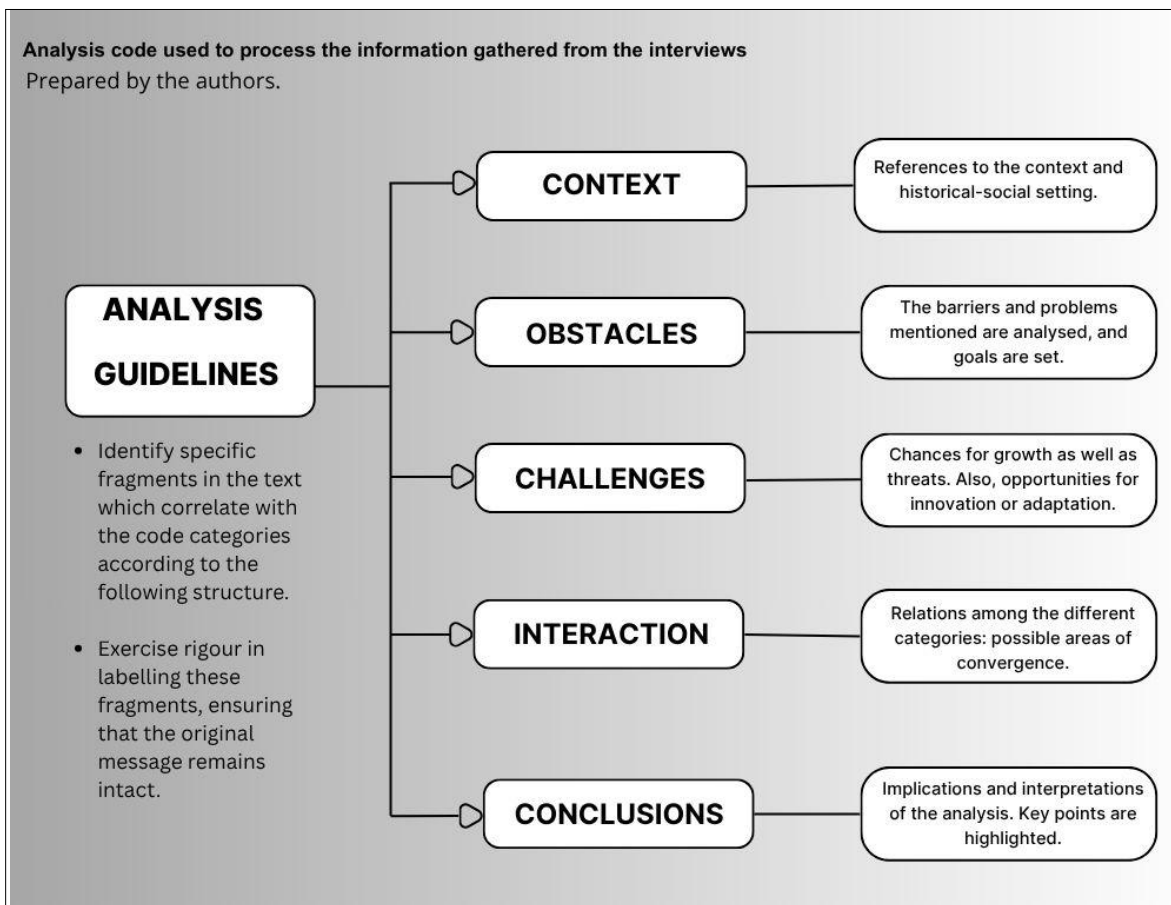 Analysis code used to process the information gathered from the interviews
Prepared by the authors.
ANALYSIS
GUIDELINES
• Identify specific
fragments in the text
which correlate with
the code categories
according to the
following structure.
• Exercise rigour in
labelling these
fragments, ensuring
that the original
message remains
intact.
CONTEXT
References to the context and
historical-social setting.
OBSTACLES
The barriers and problems
mentioned are analysed, and
goals are set.
CHALLENGES
Chances for growth as well as
threats. Also, opportunities for
innovation or adaptation.
INTERACTION
Relations among the different
categories: possible areas of
convergence.
CONCLUSIONS
Implications and interpretations
of the analysis. Key points are
highlighted.